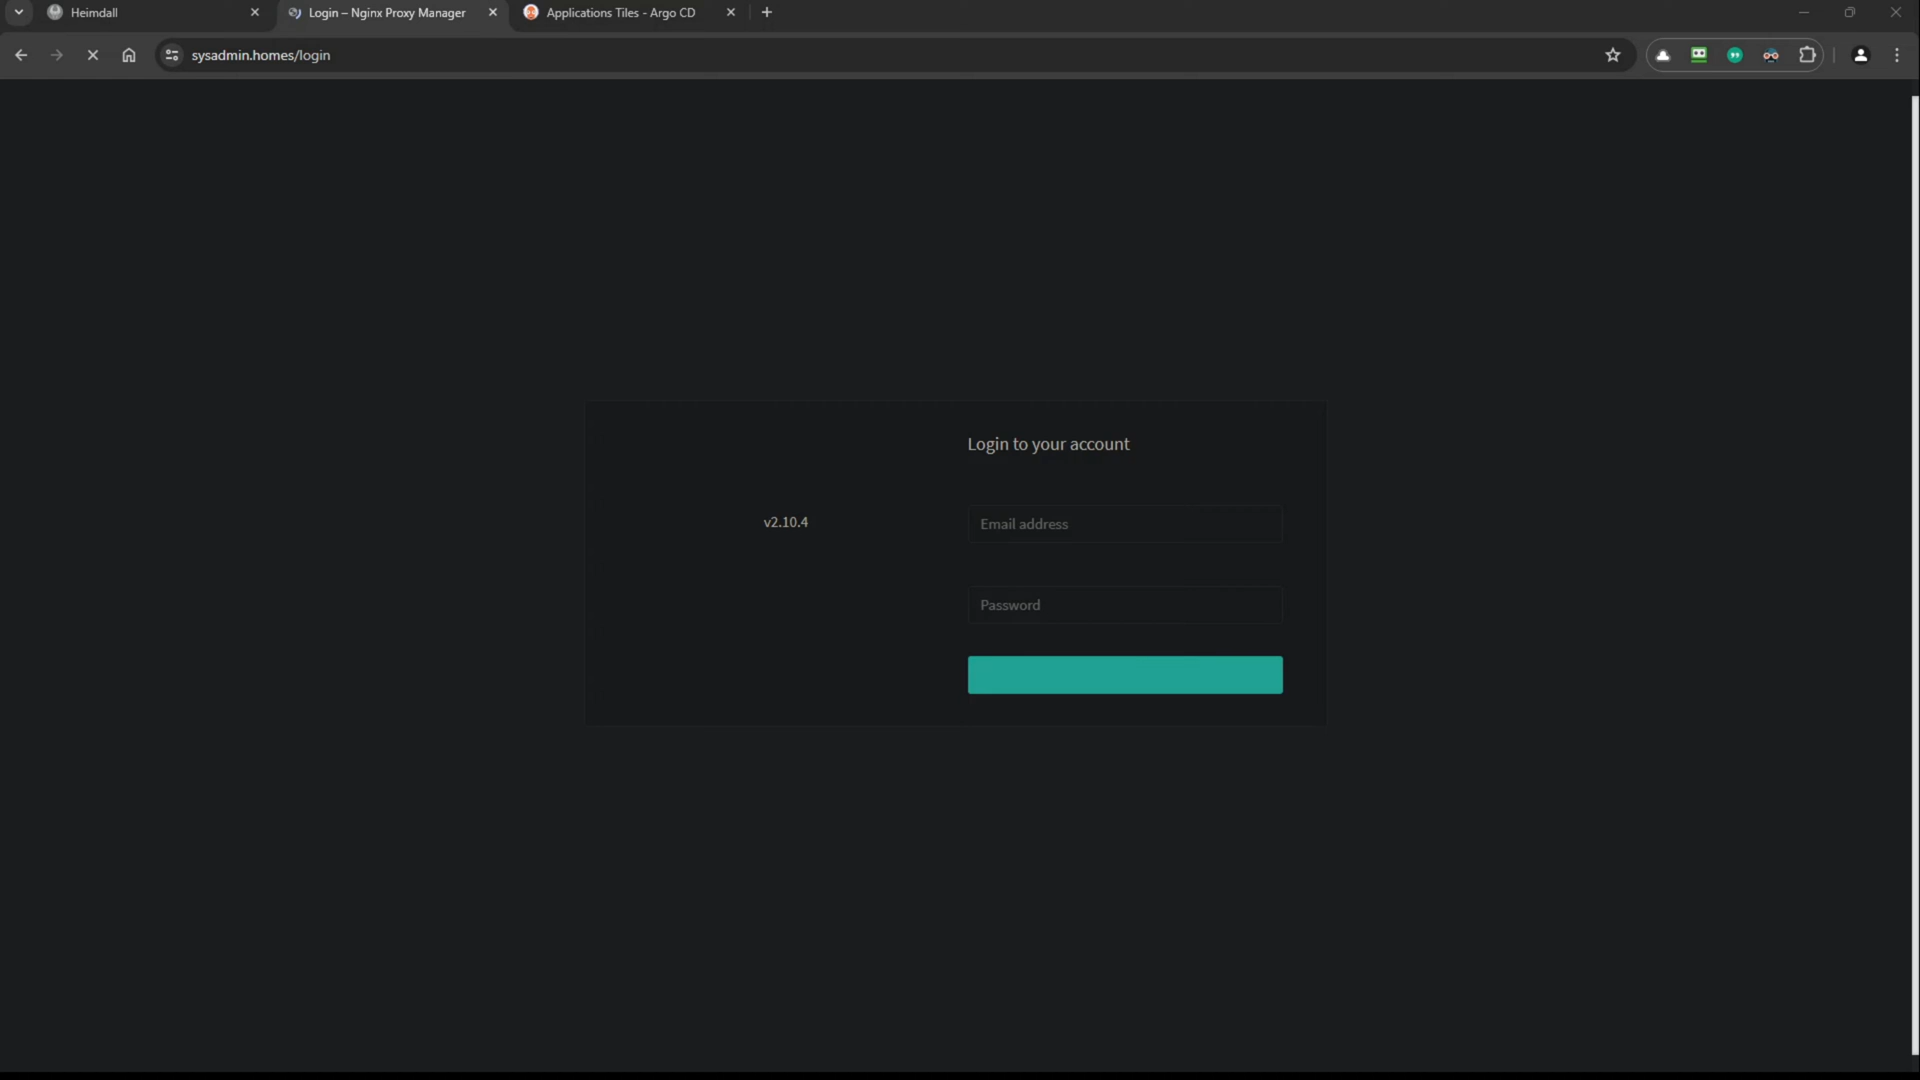 Heimdall
Login – Nginx Proxy Manager
Applications Tiles - Argo CD
sysadmin.homes/login
Login to your account
v2.10.4
Email address
Password